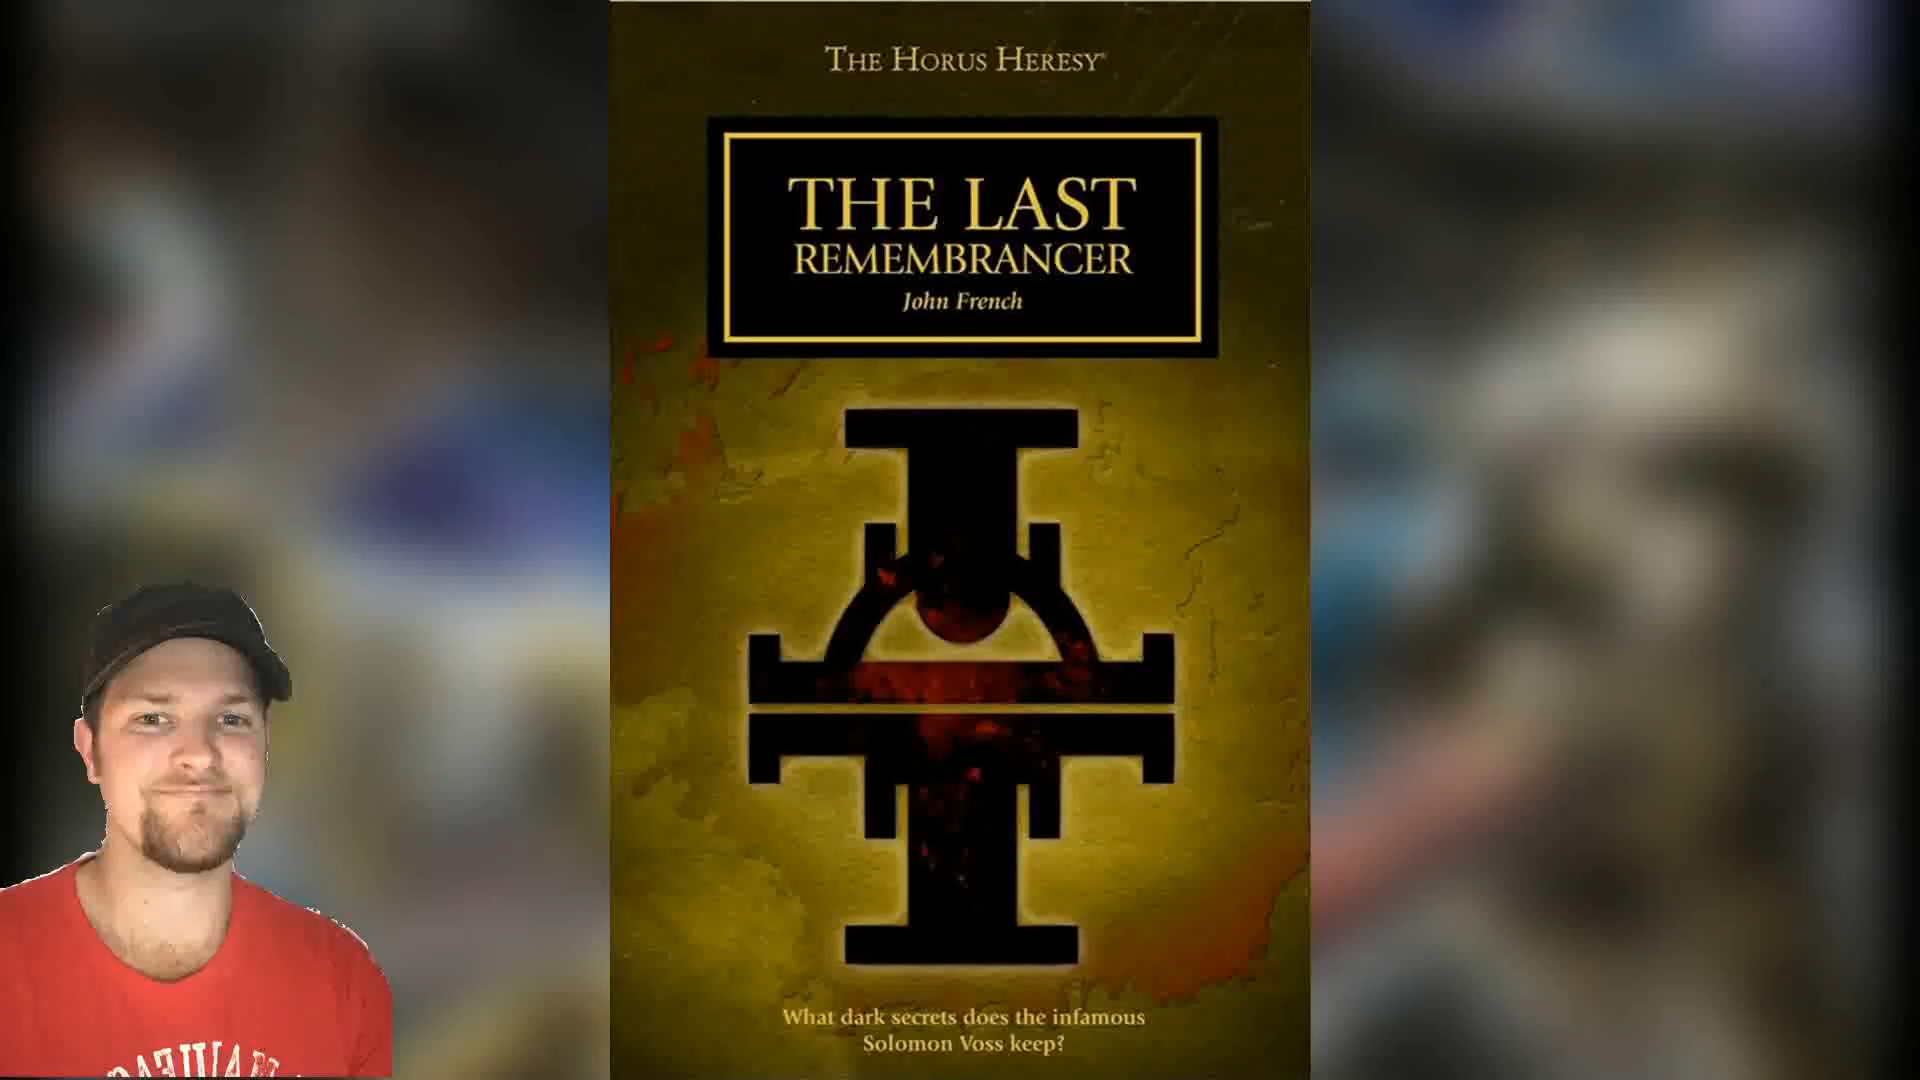 THE HORUS HERESY
THE LAST
REMEMBRANCER
John French
What dark secrets does the infamous
Solomon Voss keep?